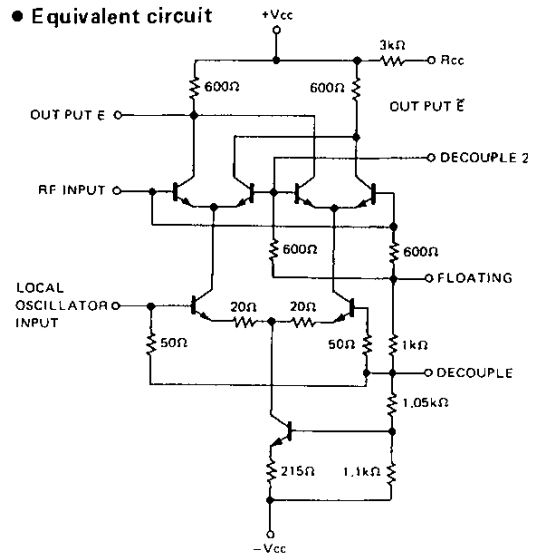 ● Equivalent circuit
+Vcc
3kΩ
Rcc
600Ω
600Ω
OUT PUT E
OUT PUT Ē
DECOUPLE 2
RF INPUT
600Ω
600Ω
FLOATING
LOCAL
OSCILLATOR
INPUT
20Ω
20Ω
50Ω
50Ω
1kΩ
DECOUPLE
1,05kΩ
215Ω
1,1kΩ
−Vcc